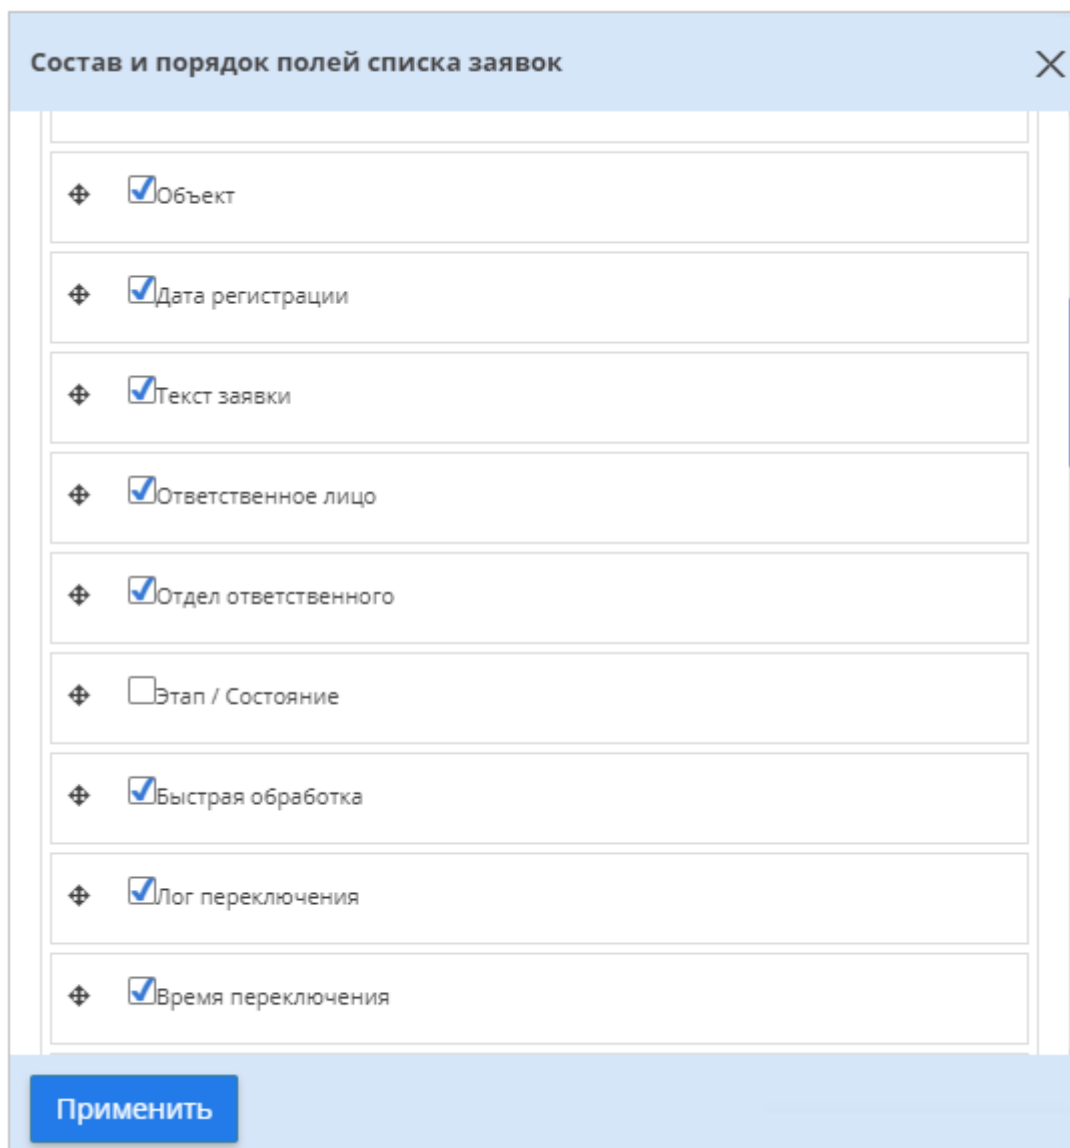 Состав и порядок полей списка заявок
Объект
Дата регистрации
Текст заявки
Ответственное лицо
Отдел ответственного
Этап / Состояние
Быстрая обработка
Лог переключения
Время переключения
Применить